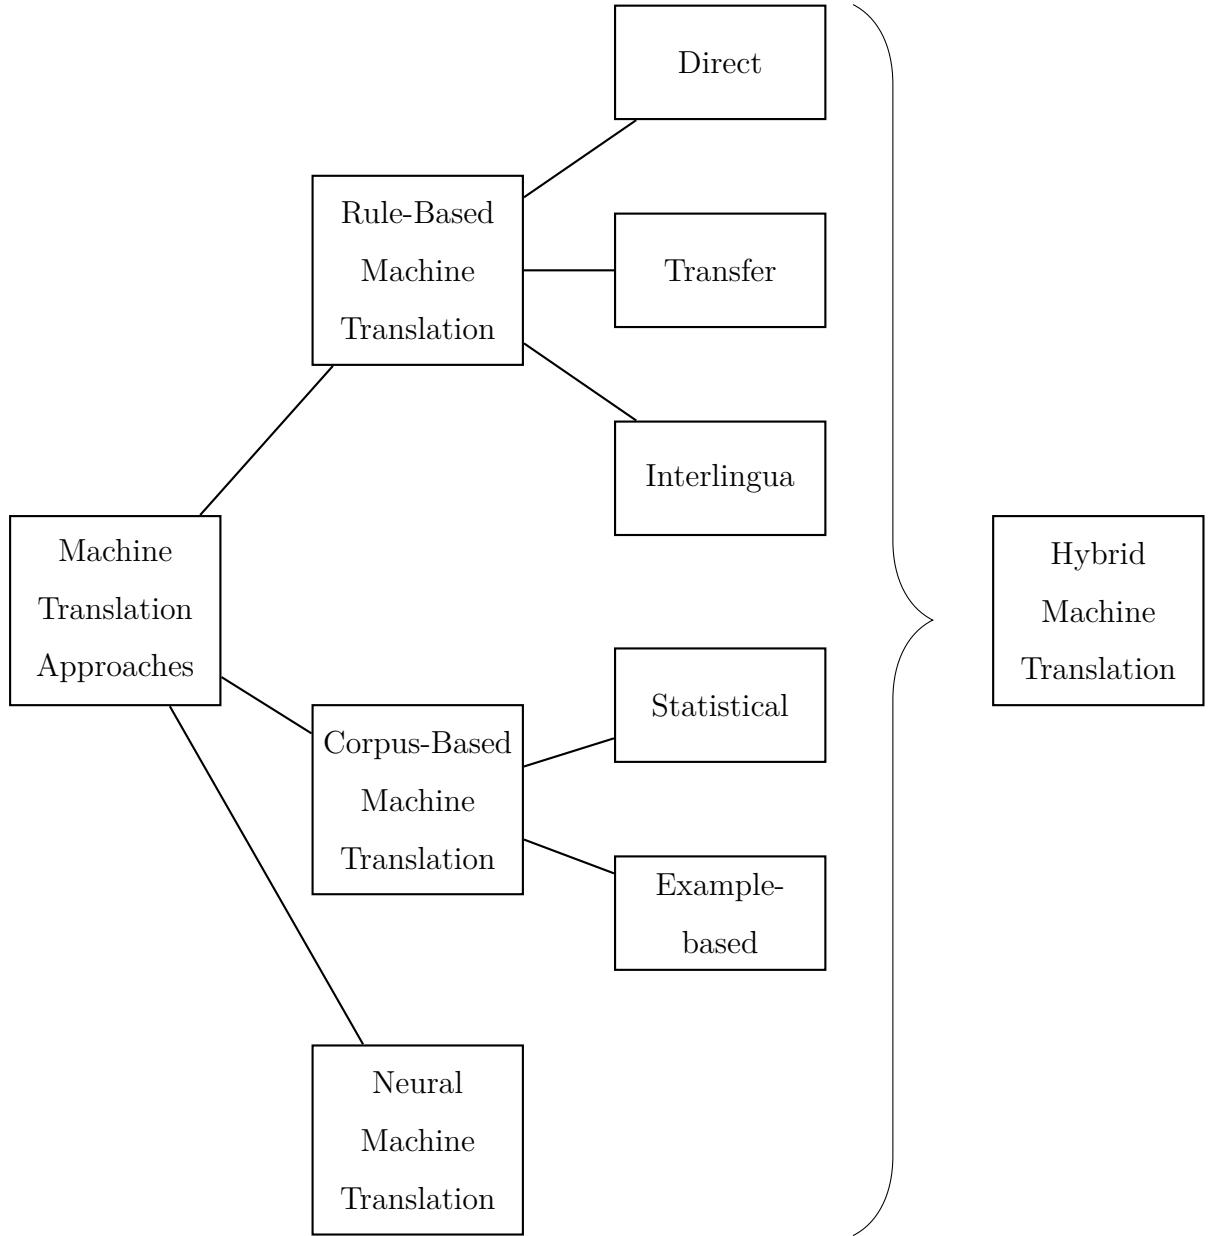 Direct
Rule-Based
Machine
Translation
Transfer
Interlingua
Machine
Translation
Approaches
Hybrid
Machine
Translation
Statistical
Corpus-Based
Machine
Translation
Example-
based
Neural
Machine
Translation